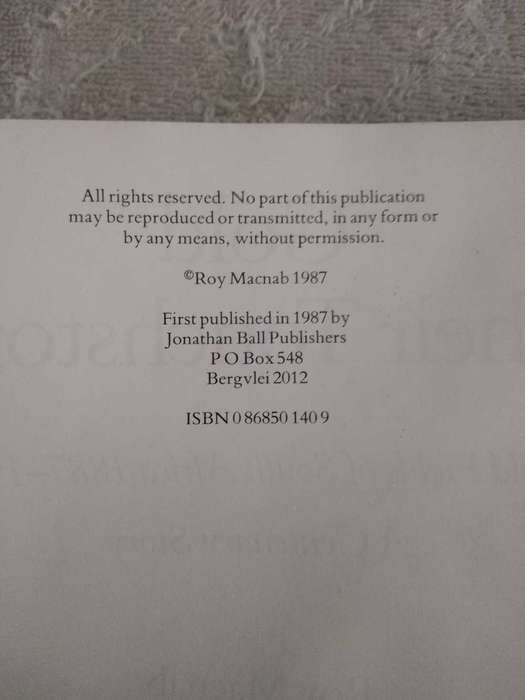 All rights reserved. No part of this publication
may be reproduced or transmitted, in any form or
by any means, without permission.
©Roy Macnab 1987
First published in 1987 by
Jonathan Ball Publishers
P O Box 548
Bergvlei 2012
ISBN 0 86850 140 9